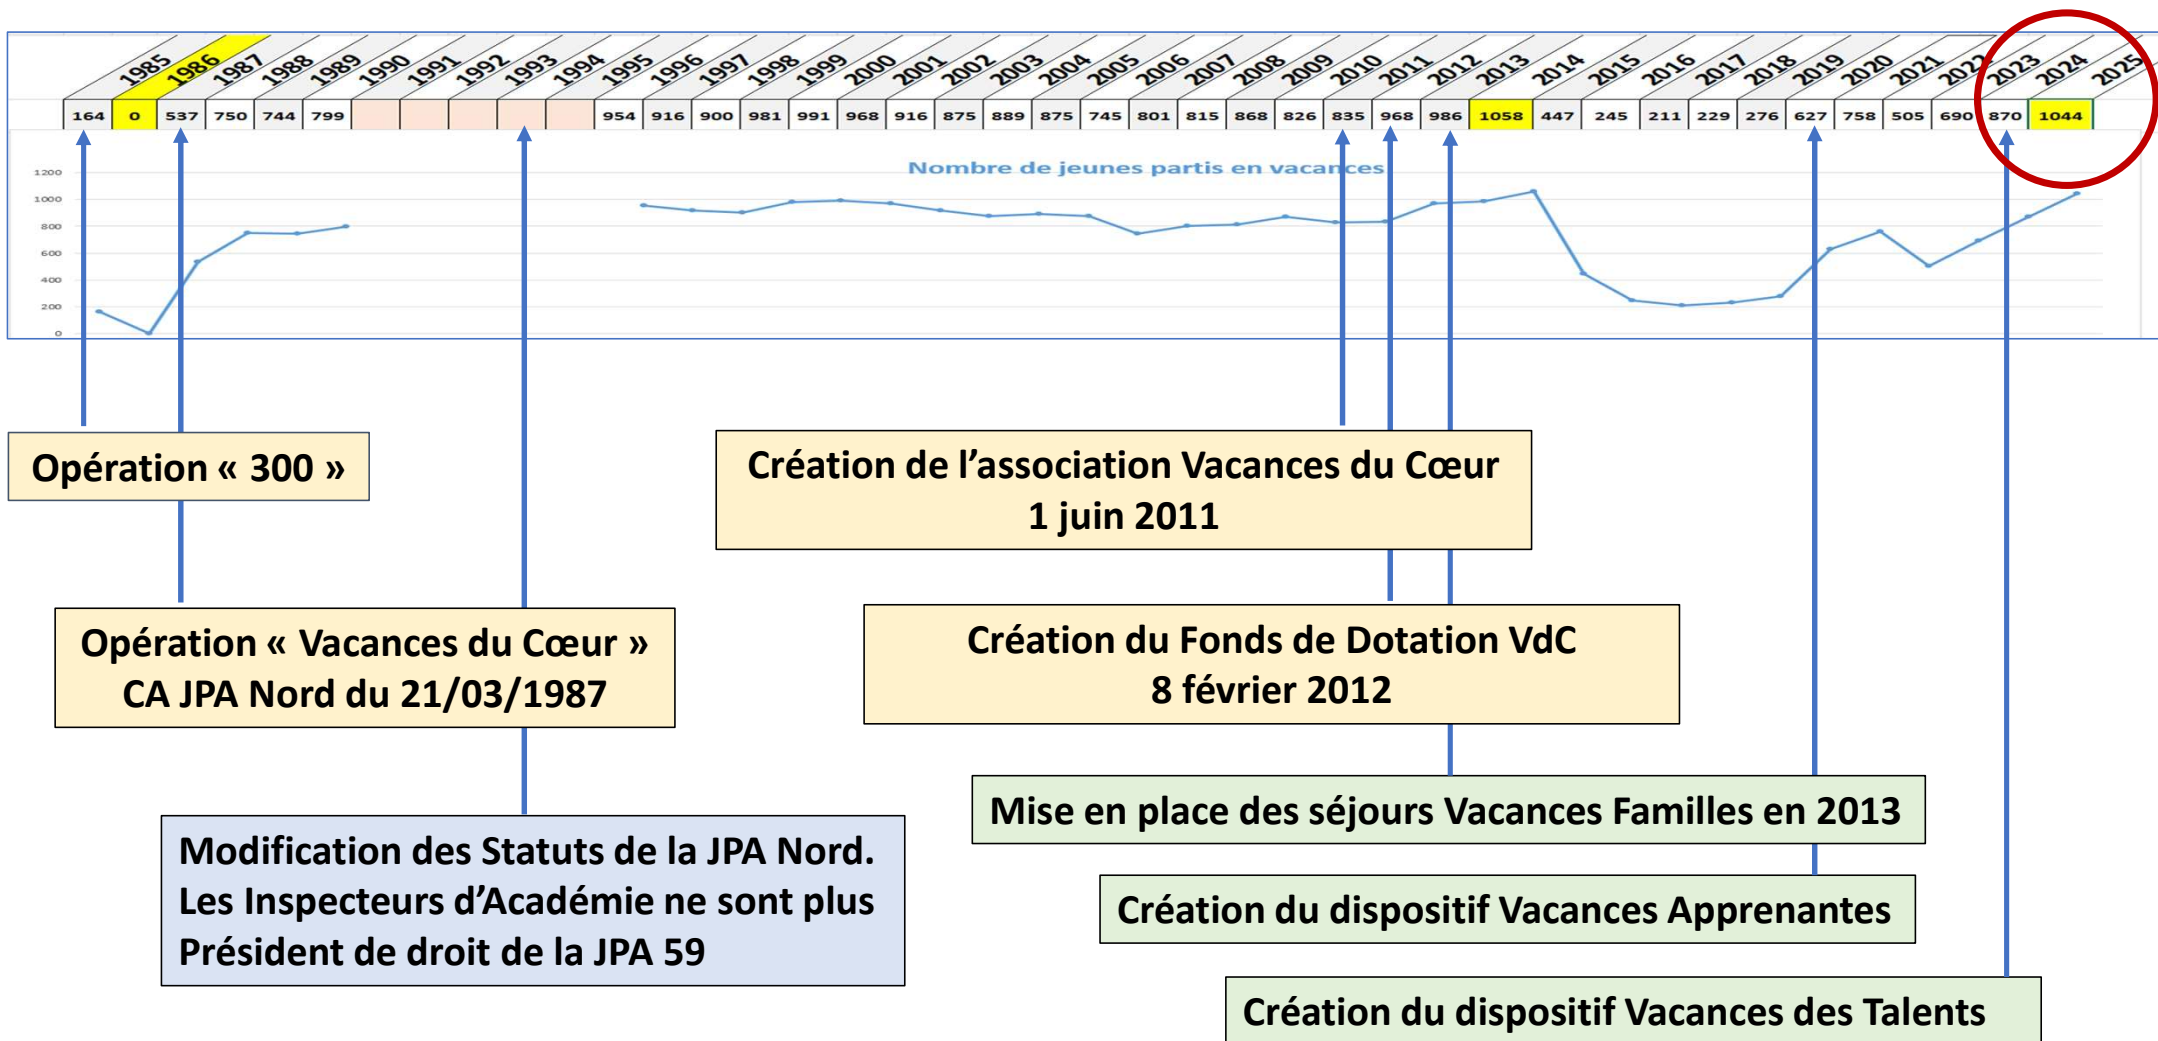 1985 1986 1987 1988 1989 1990 1991 1992 1993 1994 1995 1996 1997 1998 1999 2000 2001 2002 2003 2004 2005 2006 2007 2008 2009 2010 2011 2012 2013 2014 2015 2016 2017 2018 2019 2020 2021 2022 2023 2024 2025
164 0 537 750 744 799 954 916 900 981 991 968 916 875 889 875 745 801 815 868 826 835 968 986 1058 447 245 211 229 276 627 758 505 690 870 1044
Nombre de jeunes partis en vacances
1200
1000
800
600
400
200
0
Opération « 300 »
Création de l’association Vacances du Cœur
1 juin 2011
Opération « Vacances du Cœur »
CA JPA Nord du 21/03/1987
Création du Fonds de Dotation VdC
8 février 2012
Mise en place des séjours Vacances Familles en 2013
Modification des Statuts de la JPA Nord.
Les Inspecteurs d’Académie ne sont plus
Président de droit de la JPA 59
Création du dispositif Vacances Apprenantes
Création du dispositif Vacances des Talents